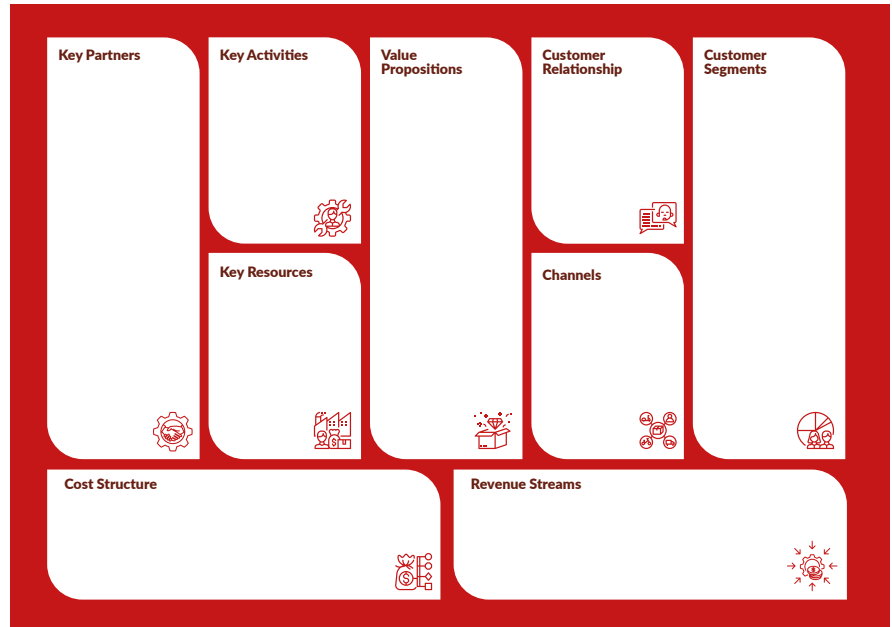 Key Partners
Key Activities
Value
Propositions
Customer
Relationship
Customer
Segments
Key Resources
Channels
Cost Structure
Revenue Streams